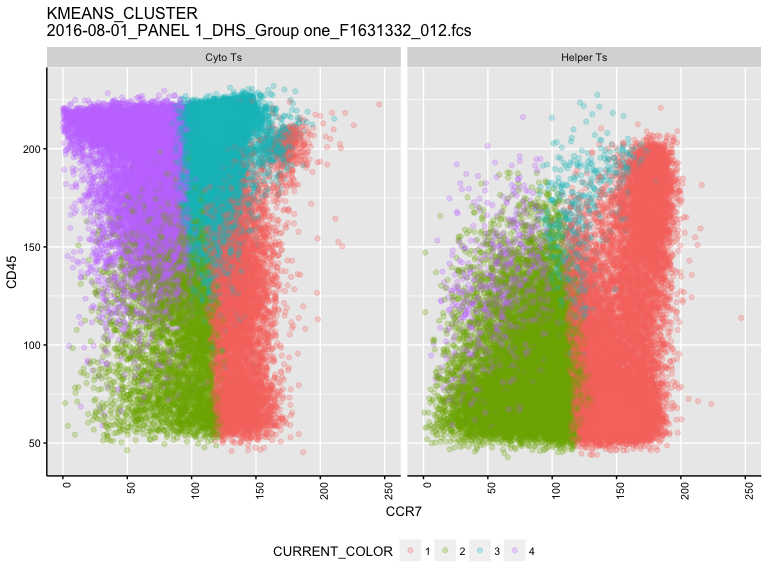 KMEANS_CLUSTER
2016-08-01_PANEL 1_DHS_Group one_F1631332_012.fcs
Cyto Ts
Helper Ts
CD45
200
150
100
50
0 50 100 150 200 250
0 50 100 150 200 250
CCR7
CURRENT_COLOR 1 2 3 4